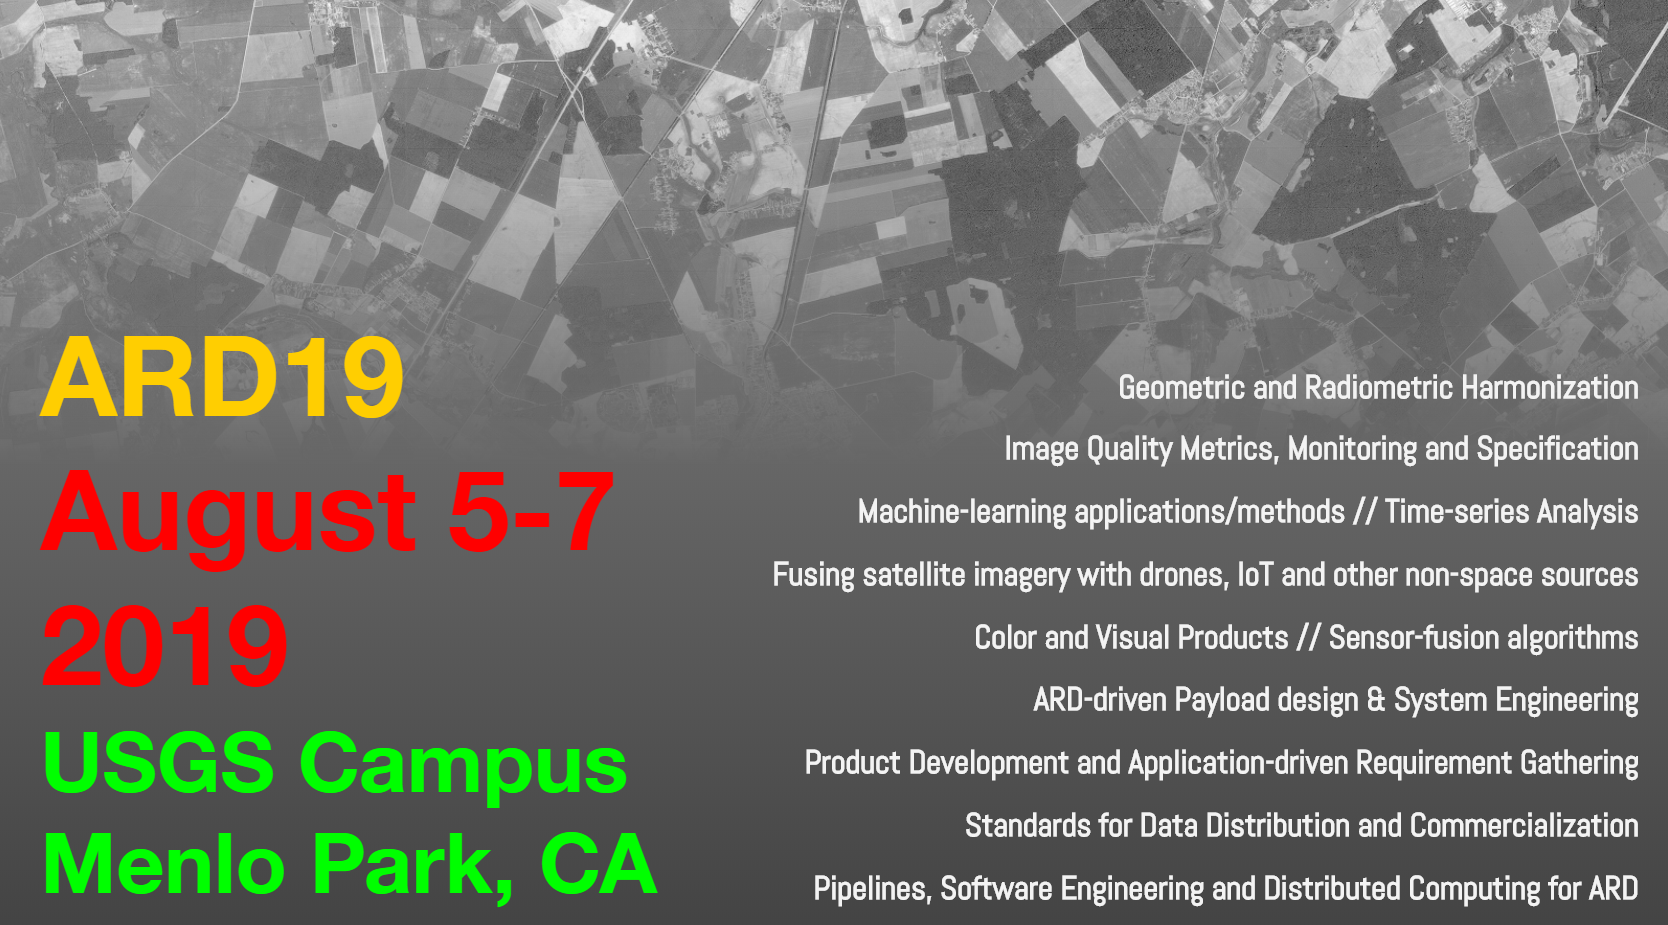 ARD19
August 5-7
2019
USGS Campus
Menlo Park, CA
Geometric and Radiometric Harmonization
Image Quality Metrics, Monitoring and Specification
Machine-learning applications/methods // Time-series Analysis
Fusing satellite imagery with drones, IoT and other non-space sources
Color and Visual Products // Sensor-fusion algorithms
ARD-driven Payload design & System Engineering
Product Development and Application-driven Requirement Gathering
Standards for Data Distribution and Commercialization
Pipelines, Software Engineering and Distributed Computing for ARD